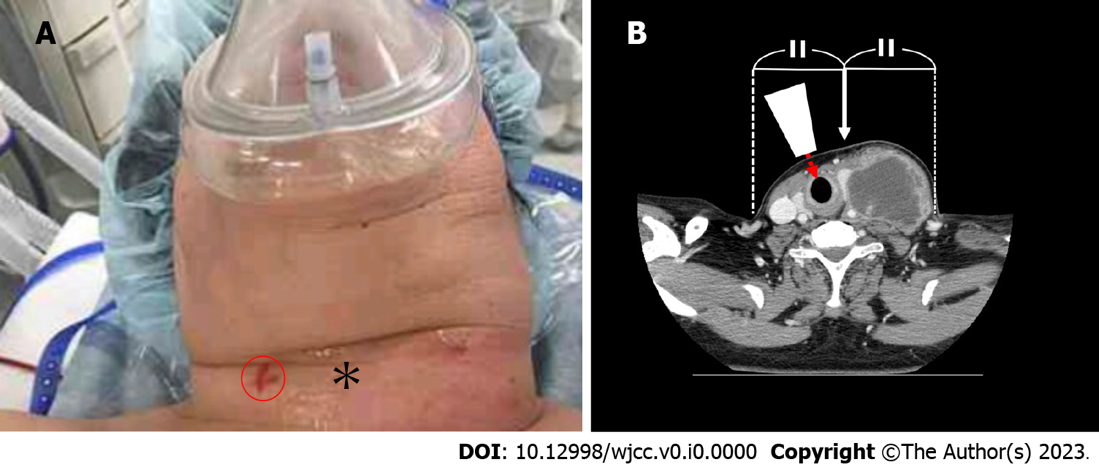 A
B
II II
*
DOI: 10.12998/wjcc.v0.i0.0000 Copyright ©The Author(s) 2023.